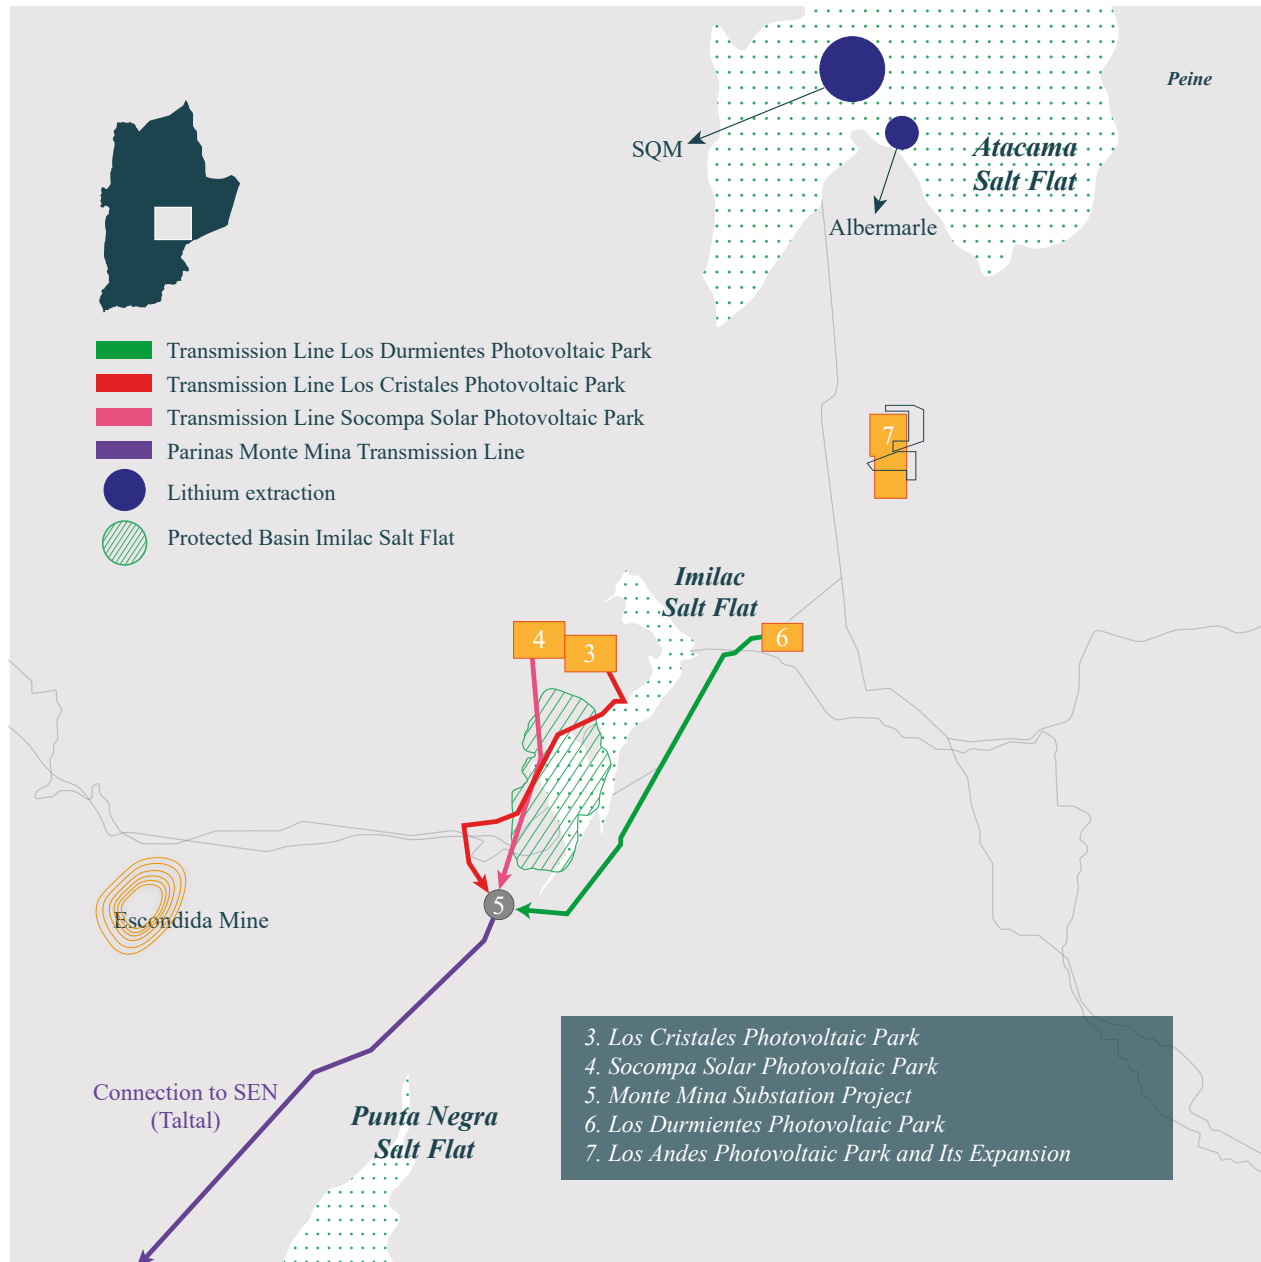 Peine
SQM
Atacama
Salt Flat
Albermarle
Transmission Line Los Durmientes Photovoltaic Park
Transmission Line Los Cristales Photovoltaic Park
Transmission Line Socompa Solar Photovoltaic Park
Parinas Monte Mina Transmission Line
Lithium extraction
Protected Basin Imilac Salt Flat
7
Imilac
Salt Flat
4
3
6
5
Escondida Mine
Connection to SEN
(Taltal)
Punta Negra
Salt Flat
3. Los Cristales Photovoltaic Park
4. Socompa Solar Photovoltaic Park
5. Monte Mina Substation Project
6. Los Durmientes Photovoltaic Park
7. Los Andes Photovoltaic Park and Its Expansion